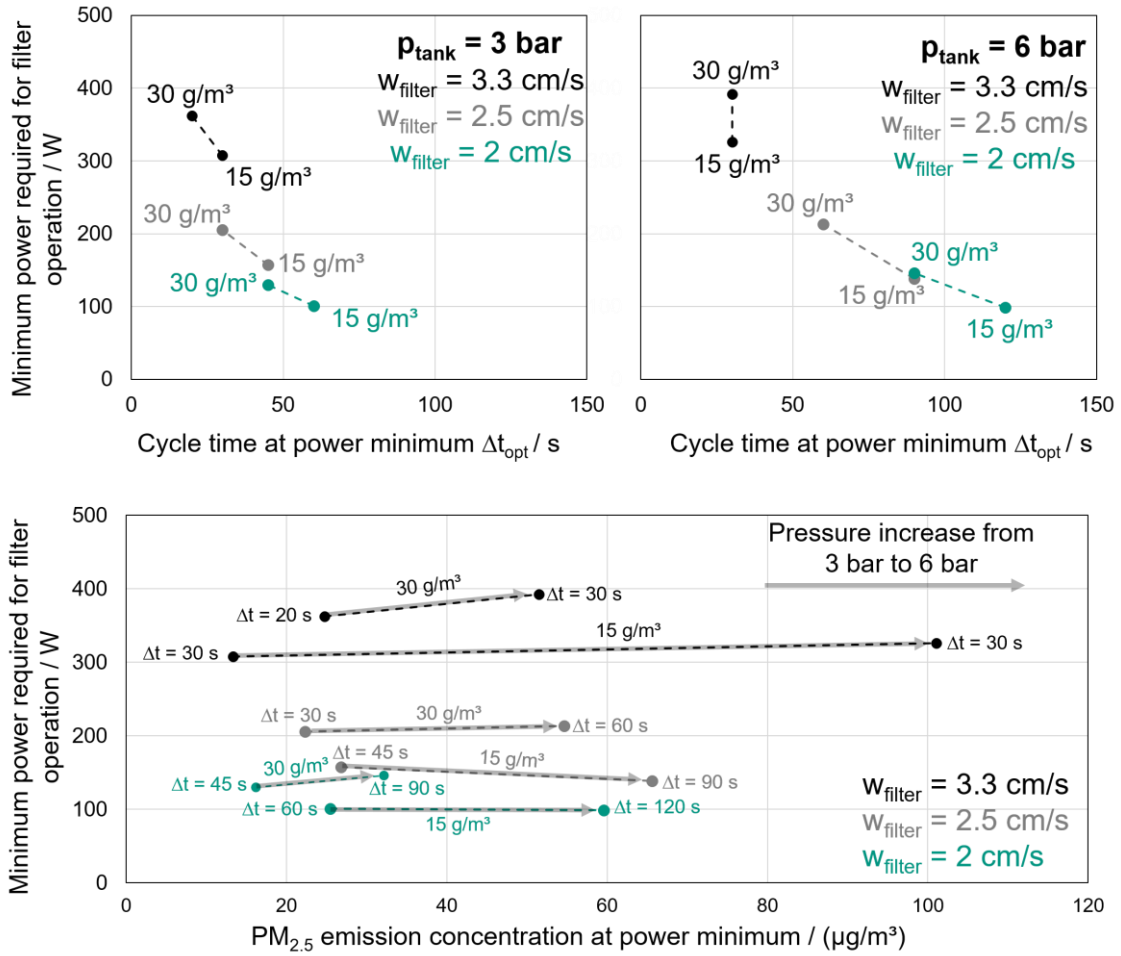 Minimum power required for filter
operation / W
500
400
300
200
100
0
0
50
100
150
Cycle time at power minimum Δt_opt / s
p_tank = 3 bar
w_filter = 3.3 cm/s
w_filter = 2.5 cm/s
w_filter = 2 cm/s
30 g/m³
15 g/m³
30 g/m³
15 g/m³
30 g/m³
15 g/m³
0
50
100
150
Cycle time at power minimum Δt_opt / s
p_tank = 6 bar
w_filter = 3.3 cm/s
w_filter = 2.5 cm/s
w_filter = 2 cm/s
30 g/m³
15 g/m³
30 g/m³
30 g/m³
15 g/m³
15 g/m³
Minimum power required for filter
operation / W
500
400
300
200
100
0
0
20
40
60
80
100
120
PM_2.5 emission concentration at power minimum / (µg/m³)
Pressure increase from
3 bar to 6 bar
30 g/m³
Δt = 20 s
Δt = 30 s
15 g/m³
Δt = 30 s
Δt = 30 s
Δt = 30 s
30 g/m³
Δt = 60 s
Δt = 45 s
15 g/m³
Δt = 90 s
30 g/m³
Δt = 45 s
Δt = 90 s
Δt = 60 s
15 g/m³
Δt = 120 s
w_filter = 3.3 cm/s
w_filter = 2.5 cm/s
w_filter = 2 cm/s